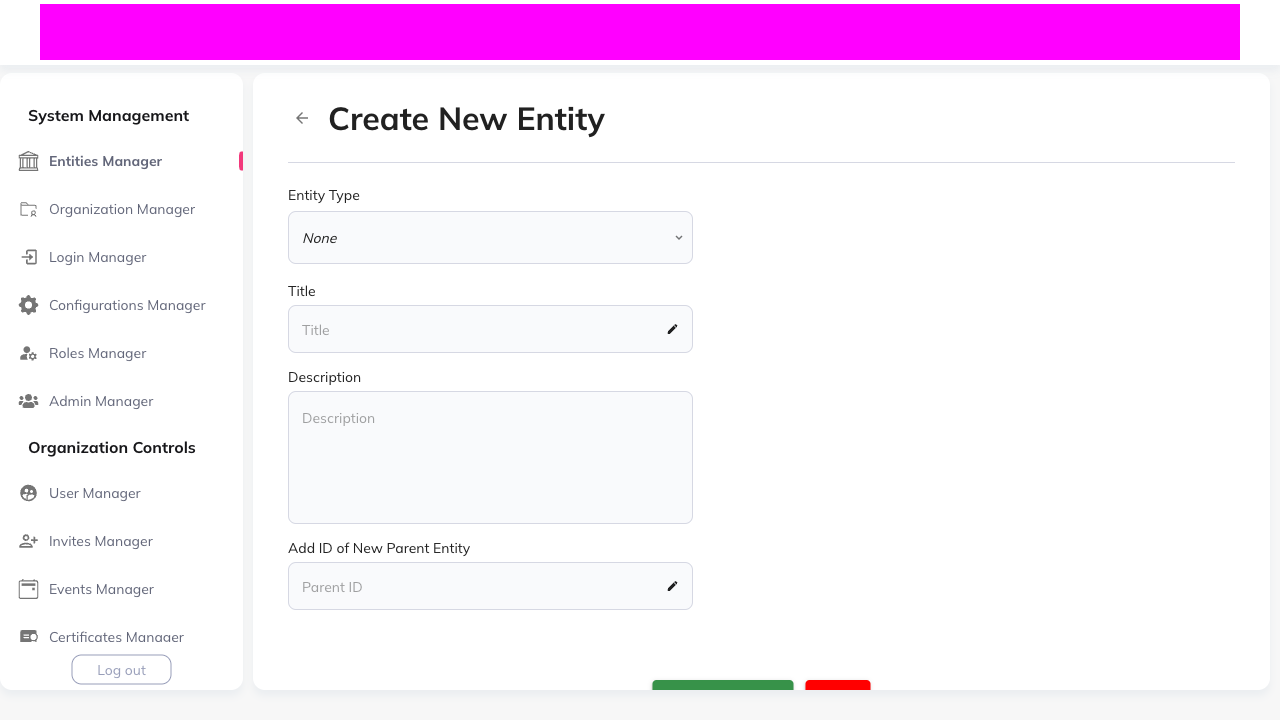 System Management
Entities Manager
Organization Manager
Login Manager
Configurations Manager
Roles Manager
Admin Manager
Organization Controls
User Manager
Invites Manager
Events Manager
Certificates Manager
Log out
Create New Entity
Entity Type
None
Title
Title
Description
Description
Add ID of New Parent Entity
Parent ID